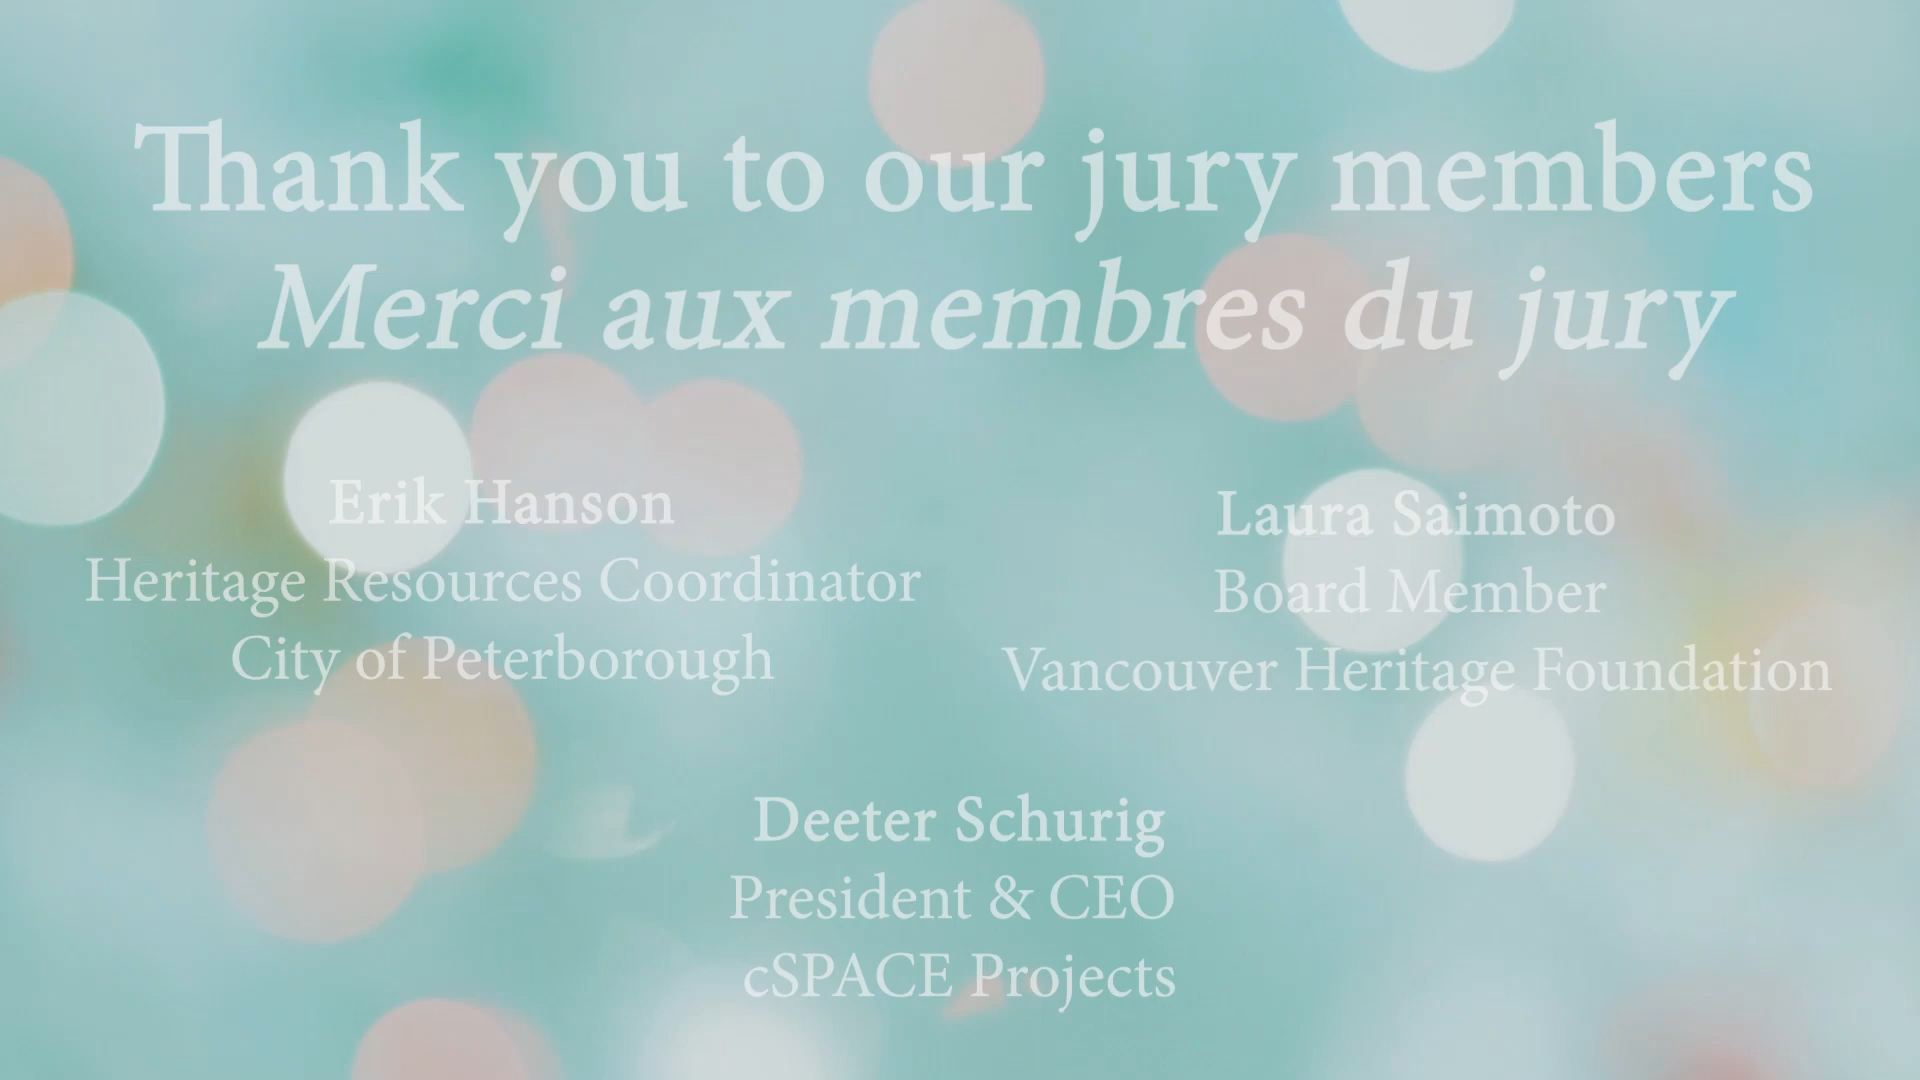 Thank you to our jury members
Merci aux membres du jury
Erik Hanson
Heritage Resources Coordinator
City of Peterborough
Laura Saimoto
Board Member
Vancouver Heritage Foundation
Deeter Schurig
President & CEO
cSPACE Projects